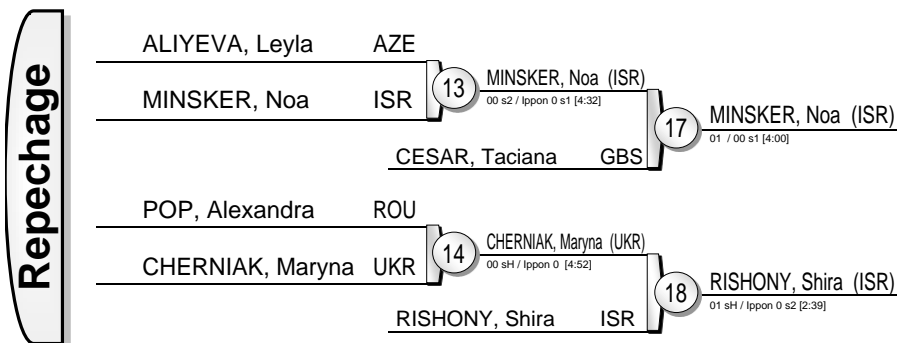 Repechage
ALIYEVA, Leyla AZE
MINSKER, Noa ISR
13
MINSKER, Noa (ISR)
00 s2 / Ippon 0 s1 [4:32]
CESAR, Taciana GBS
17
MINSKER, Noa (ISR)
01 / 00 s1 [4:00]
POP, Alexandra ROU
CHERNIAK, Maryna UKR
14
CHERNIAK, Maryna (UKR)
00 sH / Ippon 0 [4:52]
RISHONY, Shira ISR
18
RISHONY, Shira (ISR)
01 sH / Ippon 0 s2 [2:39]